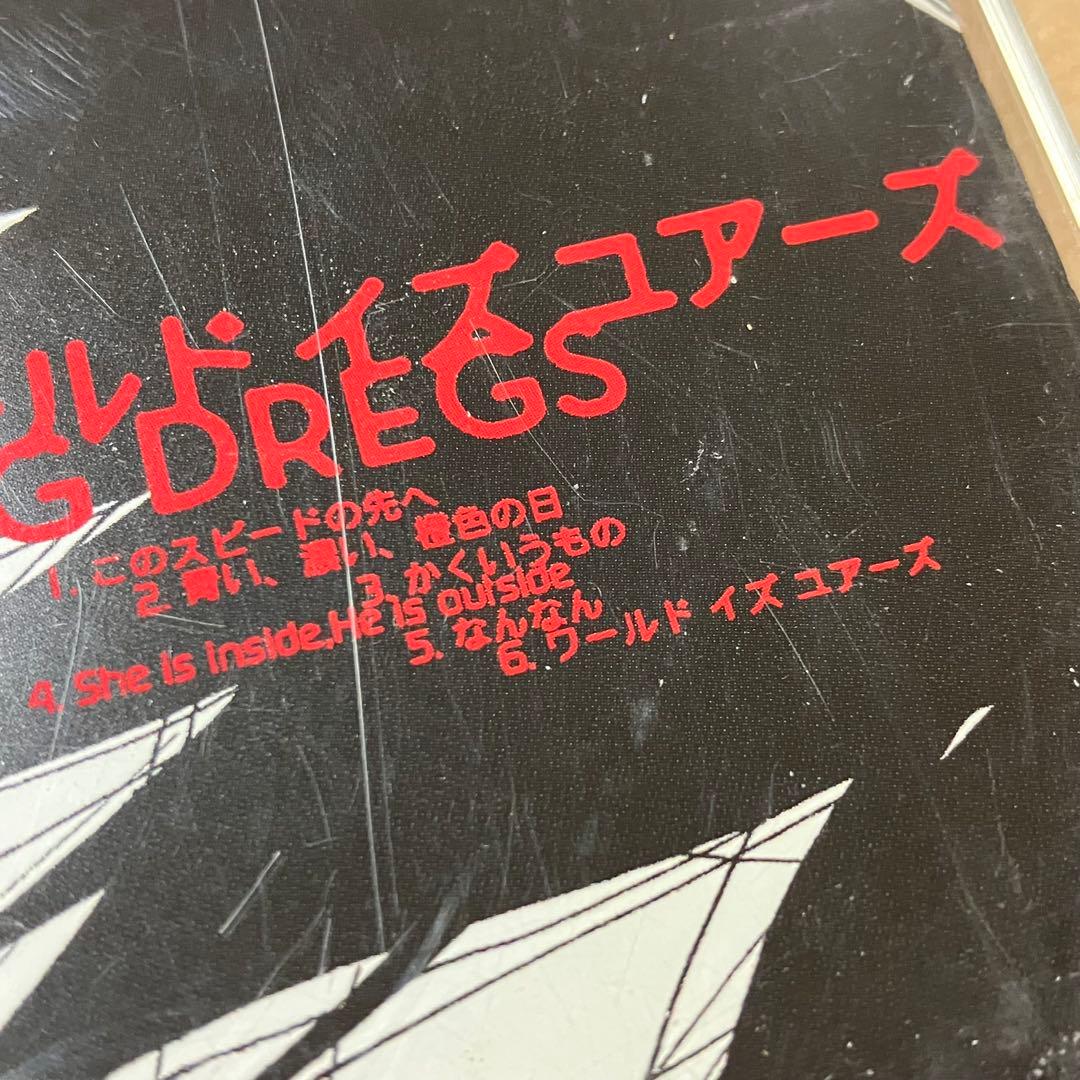 ールド イズ ユアーズ
G DREGS
1. このスピードの先へ
2. 青い、濃い、橙色の日
3. かくいうもの
4. She is inside,He is outside
5. なんなん
6. ワールド イズ ユアーズ